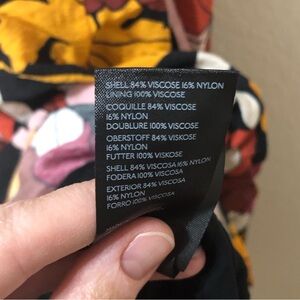 SHELL 84% VISCOSE 16% NYLON
LINING 100% VISCOSE
COQUILLE 84% VISCOSE
16% NYLON
DOUBLURE 100% VISCOSE
OBERSTOFF 84% VISKOSE
16% NYLON
FUTTER 100% VISKOSE
SHELL 84% VISCOSA 16% NYLON
FODERA 100% VISCOSA
EXTERIOR 84% VISCOSA
16% NYLON
FORRO 100% VISCOSA